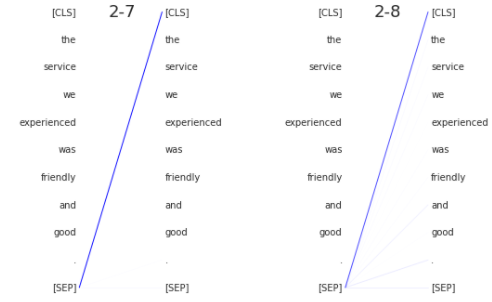 [CLS] 2-7 [CLS] [CLS] 2-8 [CLS]
the the the the
service service service service
we we we we
experienced experienced experienced experienced
was was was was
friendly friendly friendly friendly
and and and and
good good good good
. . . .
[SEP] [SEP] [SEP] [SEP]